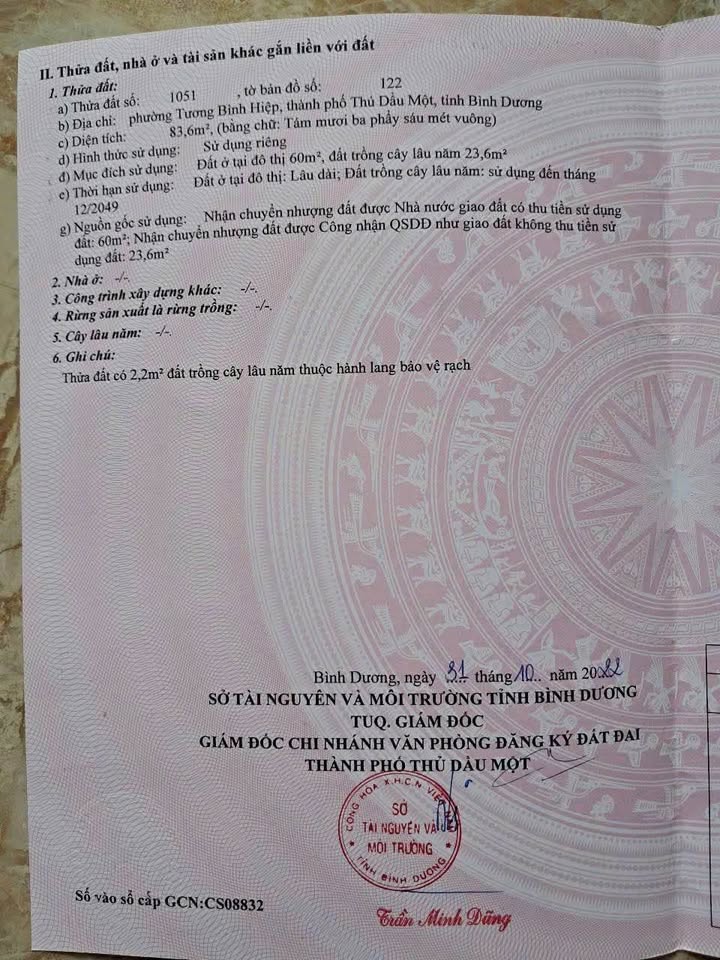 II. Thửa đất, nhà ở và tài sản khác gắn liền với đất
1. Thửa đất:
a) Thửa đất số: 1051 , tờ bản đồ số: 122
b) Địa chỉ: phường Tương Bình Hiệp, thành phố Thủ Dầu Một, tỉnh Bình Dương
c) Diện tích: 83,6m², (bằng chữ: Tám mươi ba phẩy sáu mét vuông)
d) Hình thức sử dụng: Sử dụng riêng
đ) Mục đích sử dụng: Đất ở tại đô thị 60m², đất trồng cây lâu năm 23,6m²
e) Thời hạn sử dụng: Đất ở tại đô thị: Lâu dài; Đất trồng cây lâu năm: sử dụng đến tháng
12/2049
g) Nguồn gốc sử dụng: Nhận chuyển nhượng đất được Nhà nước giao đất có thu tiền sử dụng
đất: 60m²; Nhận chuyển nhượng đất được Công nhận QSDĐ như giao đất không thu tiền sử
dụng đất: 23,6m²
2. Nhà ở: -/-.
3. Công trình xây dựng khác: -/-.
4. Rừng sản xuất là rừng trồng: -/-.
5. Cây lâu năm: -/-.
6. Ghi chú:
Thửa đất có 2,2m² đất trồng cây lâu năm thuộc hành lang bảo vệ rạch
Bình Dương, ngày 31 tháng 10.. năm 2022
SỞ TÀI NGUYÊN VÀ MÔI TRƯỜNG TỈNH BÌNH DƯƠNG
TUQ. GIÁM ĐỐC
GIÁM ĐỐC CHI NHÁNH VĂN PHÒNG ĐĂNG KÝ ĐẤT ĐAI
THÀNH PHỐ THỦ DẦU MỘT
CỘNG HÒA X.H.C.N VIỆT
SỞ
TÀI NGUYÊN VÀ
MÔI TRƯỜNG
TỈNH BÌNH DƯƠNG
Số vào sổ cấp GCN:CS08832
Trần Minh Dũng